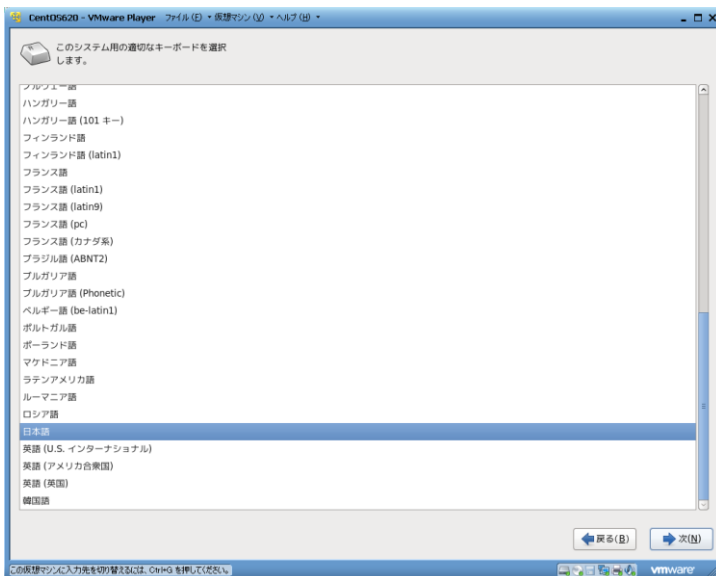 CentOS620 - VMware Player ファイル (F) ・ 仮想マシン (V) ・ ヘルプ (H) ・
このシステム用の適切なキーボードを選択
します。
ノルウェー語
ハンガリー語
ハンガリー語 (101 キー)
フィンランド語
フィンランド語 (latin1)
フランス語
フランス語 (latin1)
フランス語 (latin9)
フランス語 (pc)
フランス語 (カナダ系)
ブラジル語 (ABNT2)
ブルガリア語
ブルガリア語 (Phonetic)
ベルギー語 (be-latin1)
ポルトガル語
ポーランド語
マケドニア語
ラテンアメリカ語
ルーマニア語
ロシア語
日本語
英語 (U.S. インターナショナル)
英語 (アメリカ合衆国)
英語 (英国)
韓国語
戻る(B) 次(N)
この仮想マシンに入力先を切り替えるには、Ctrl+G を押してください。 vmware